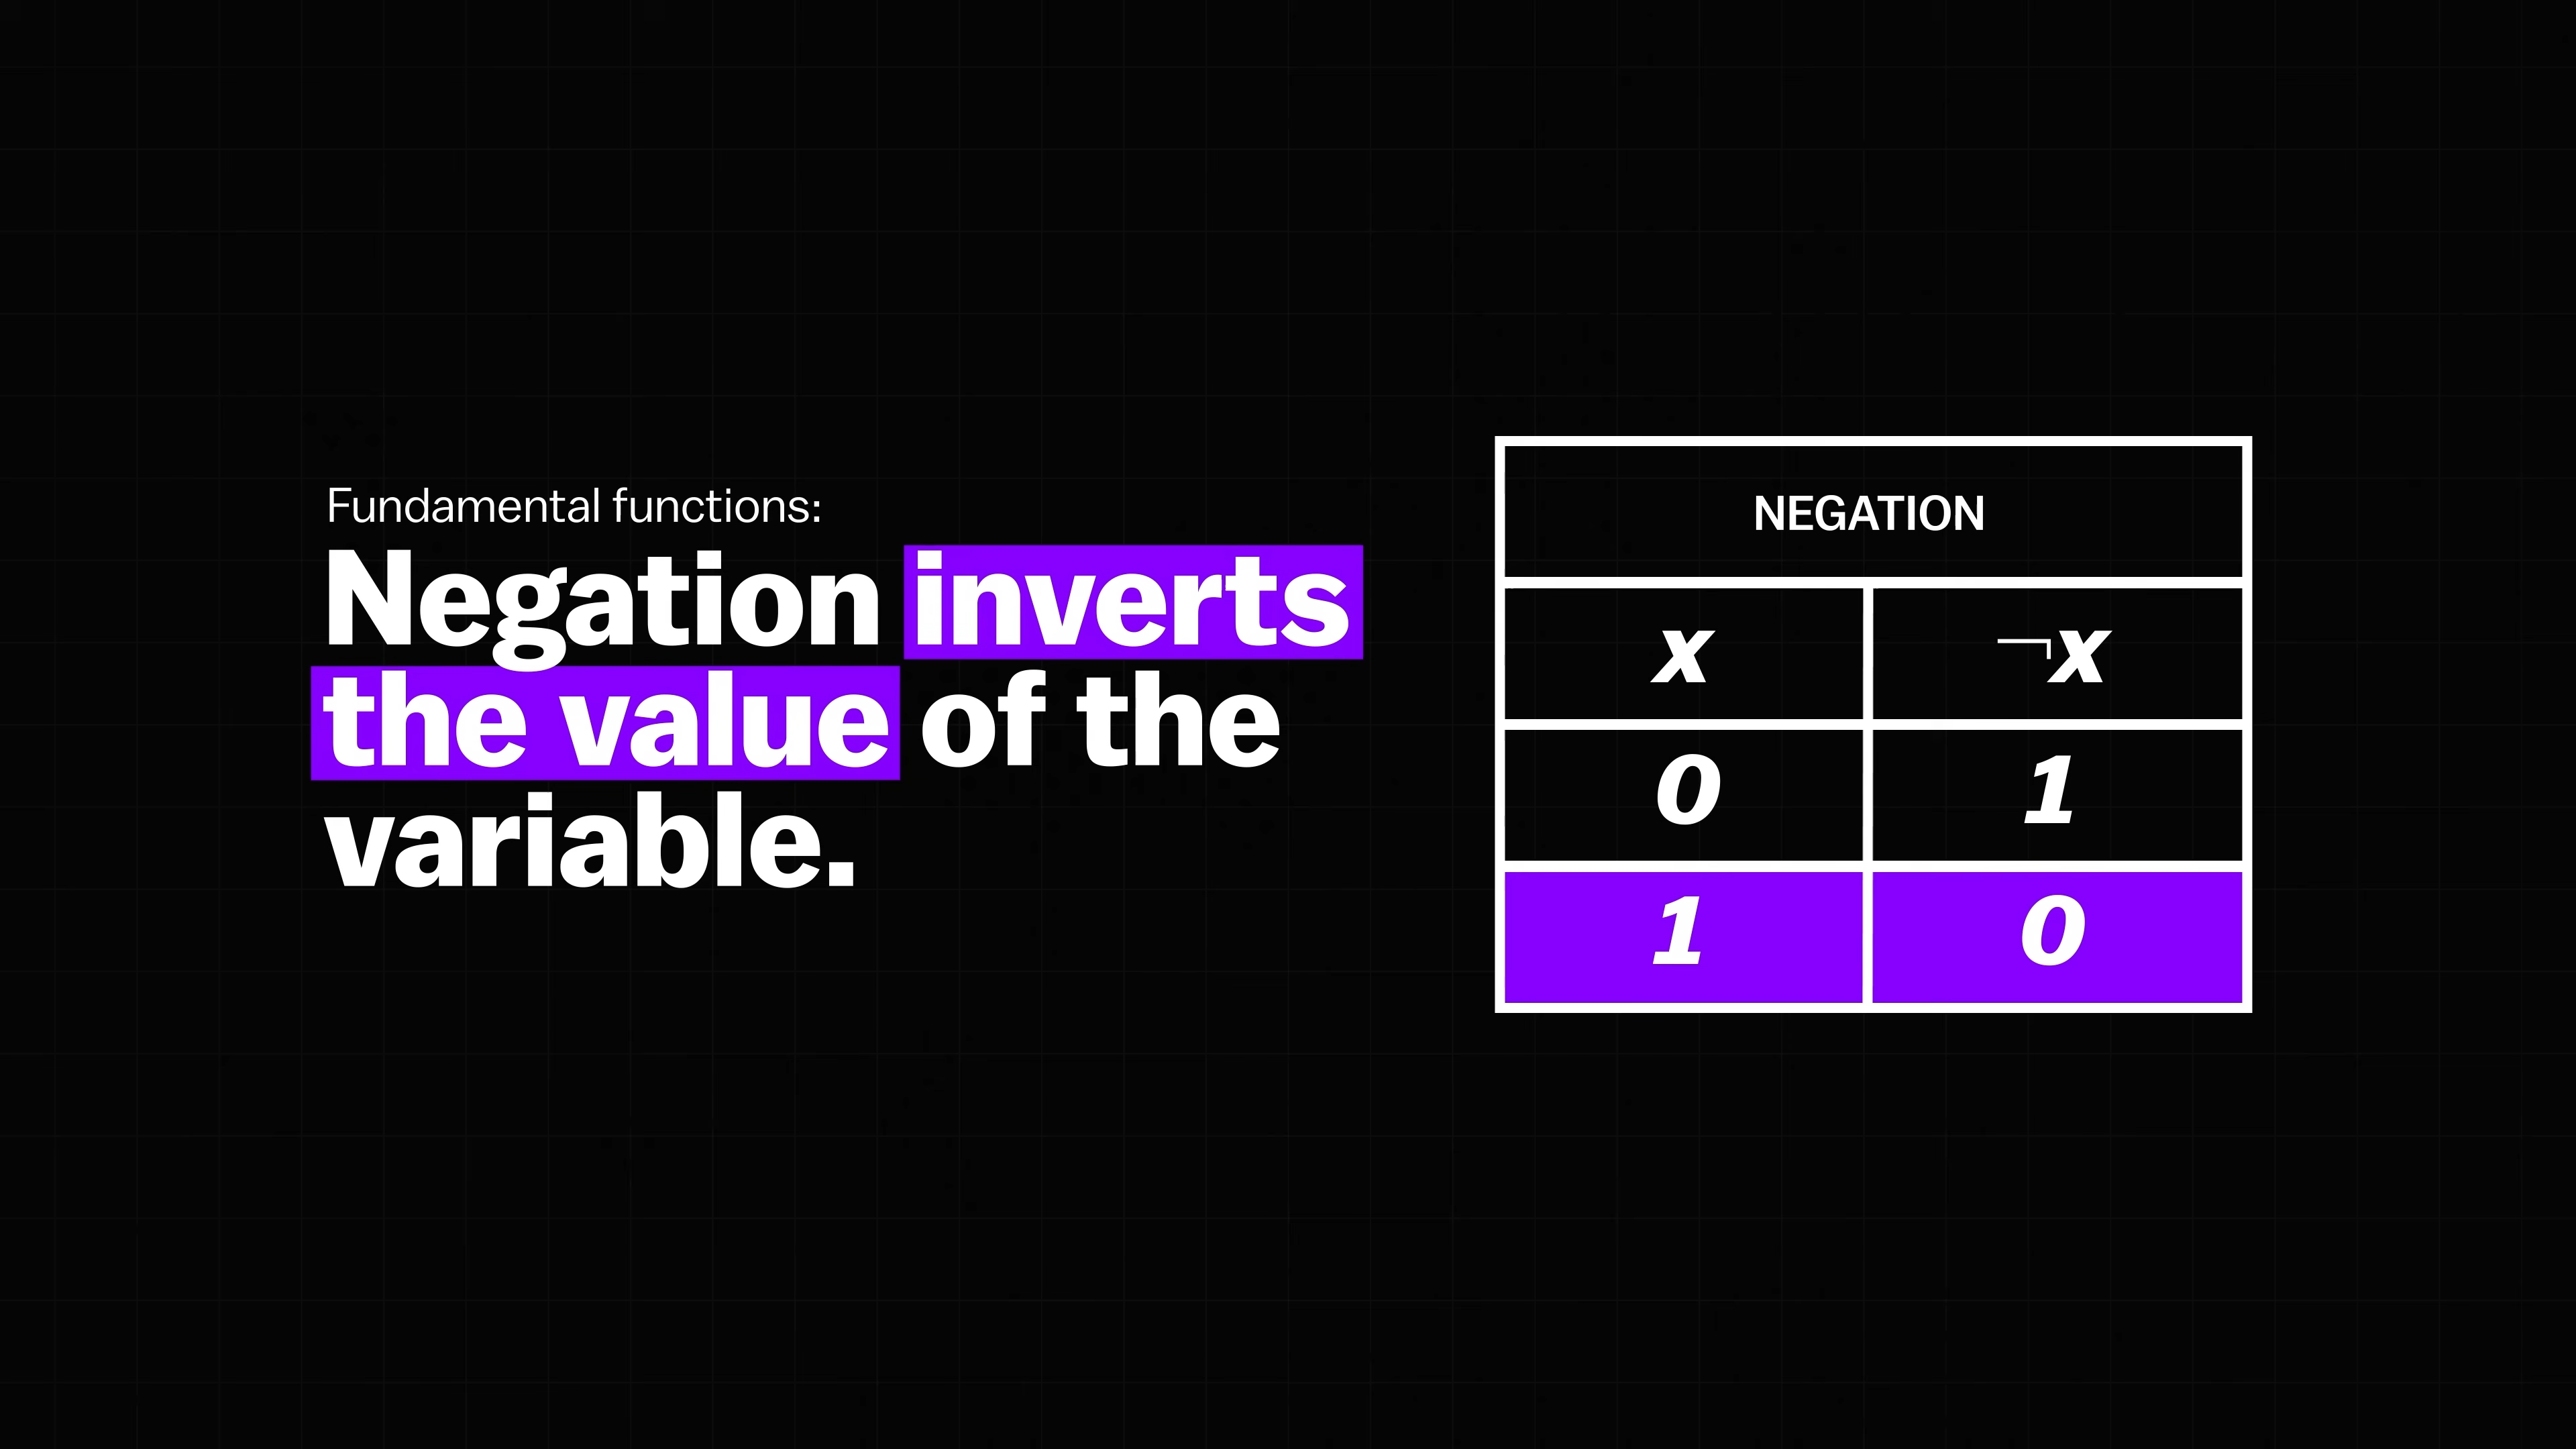 Fundamental functions:
Negation inverts
the value of the
variable.
NEGATION
x ¬x
0 1
1 0